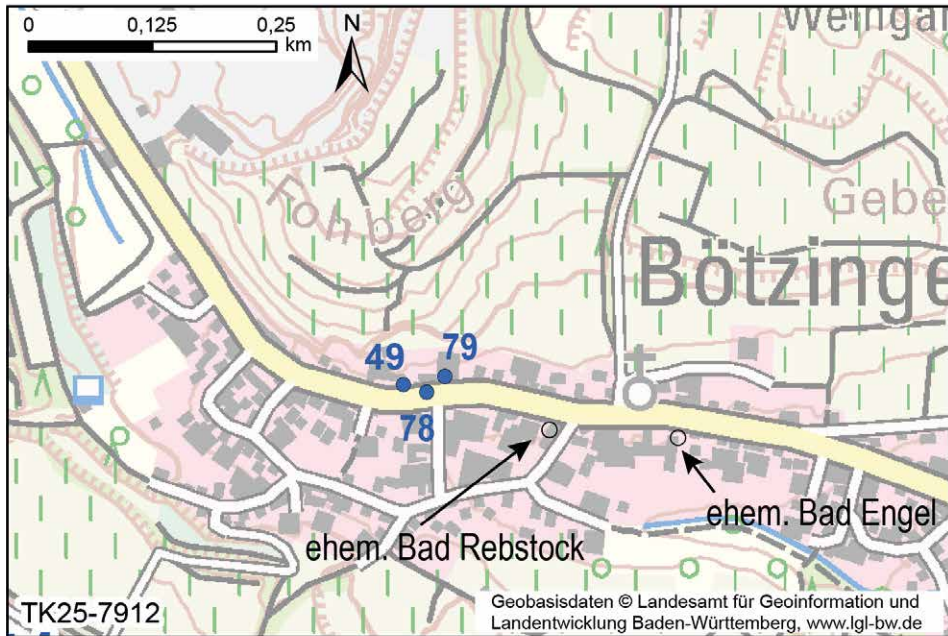 0 0,125 0,25
km
N
Weingar
Fohberg
Gebe
Bötzinge
49 79
78
ehem. Bad Rebstock
ehem. Bad Engel
TK25-7912
Geobasisdaten © Landesamt für Geoinformation und
Landentwicklung Baden-Württemberg, www.lgl-bw.de